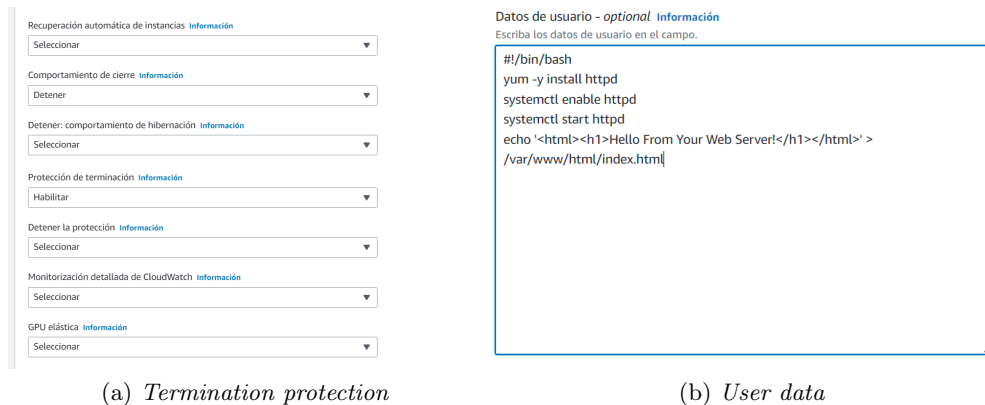 Recuperación automática de instancias Información
Seleccionar
Comportamiento de cierre Información
Detener
Detener: comportamiento de hibernación Información
Seleccionar
Protección de terminación Información
Habilitar
Detener la protección Información
Seleccionar
Monitorización detallada de CloudWatch Información
Seleccionar
GPU elástica Información
Seleccionar
(a) Termination protection
Datos de usuario - optional Información
Escriba los datos de usuario en el campo.
#!/bin/bash
yum -y install httpd
systemctl enable httpd
systemctl start httpd
echo '<html><h1>Hello From Your Web Server!</h1></html>' >
/var/www/html/index.html
(b) User data